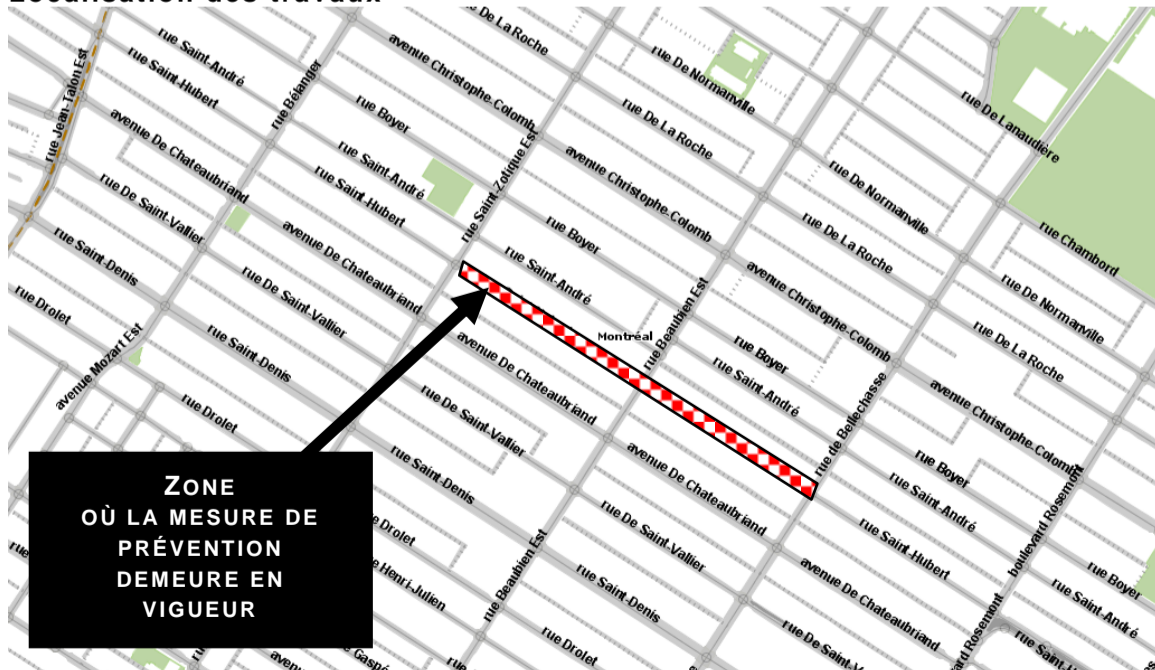 Localisation des travaux
rue De La Roche
rue Saint-André
avenue Christophe-Colomb
rue De Normanville
rue Saint-Hubert
rue Bélanger
rue Jean-Talon Est
rue Boyer
rue De La Roche
rue De Lanaudière
avenue De Chateaubriand
rue Saint-André
rue Saint-Zotique Est
avenue Christophe-Colomb
rue De Normanville
rue De Saint-Vallier
rue Saint-Hubert
rue Boyer
rue De La Roche
rue Chambord
rue Saint-Denis
avenue De Chateaubriand
rue Saint-André
avenue Christophe-Colomb
rue De Normanville
rue Drolet
rue De Saint-Vallier
Montréal
rue Beaubien Est
rue Boyer
rue De La Roche
avenue Mozart Est
rue Saint-Denis
avenue De Chateaubriand
rue Saint-André
rue de Bellechasse
avenue Christophe-Colomb
rue Drolet
rue De Saint-Vallier
rue Boyer
rue Saint-Denis
avenue De Chateaubriand
rue Saint-André
boulevard Rosemont
ZONE
OÙ LA MESURE DE
PRÉVENTION
DEMEURE EN
VIGUEUR
e Drolet
rue De Saint-Vallier
rue Saint-Hubert
rue Boyer
rue
Henri-Julien
rue Beaubien Est
rue Saint-Denis
avenue De Chateaubriand
rue Saint-André
rue Drolet
rue De Saint-V
vard Rosemont
rue Saint
avenue
De Gaspé
rue